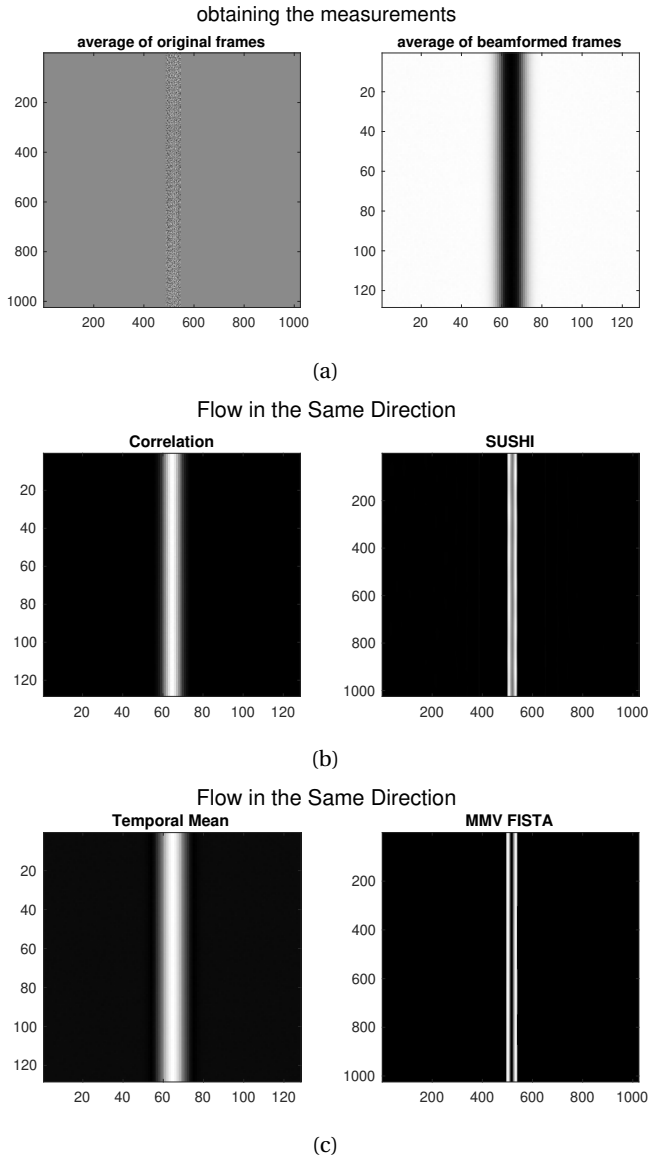 obtaining the measurements
average of original frames
200
400
600
800
1000
200 400 600 800 1000
average of beamformed frames
20
40
60
80
100
120
20 40 60 80 100 120
(a)
Flow in the Same Direction
Correlation
20
40
60
80
100
120
20 40 60 80 100 120
SUSHI
200
400
600
800
1000
200 400 600 800 1000
(b)
Flow in the Same Direction
Temporal Mean
20
40
60
80
100
120
20 40 60 80 100 120
MMV FISTA
200
400
600
800
1000
200 400 600 800 1000
(c)